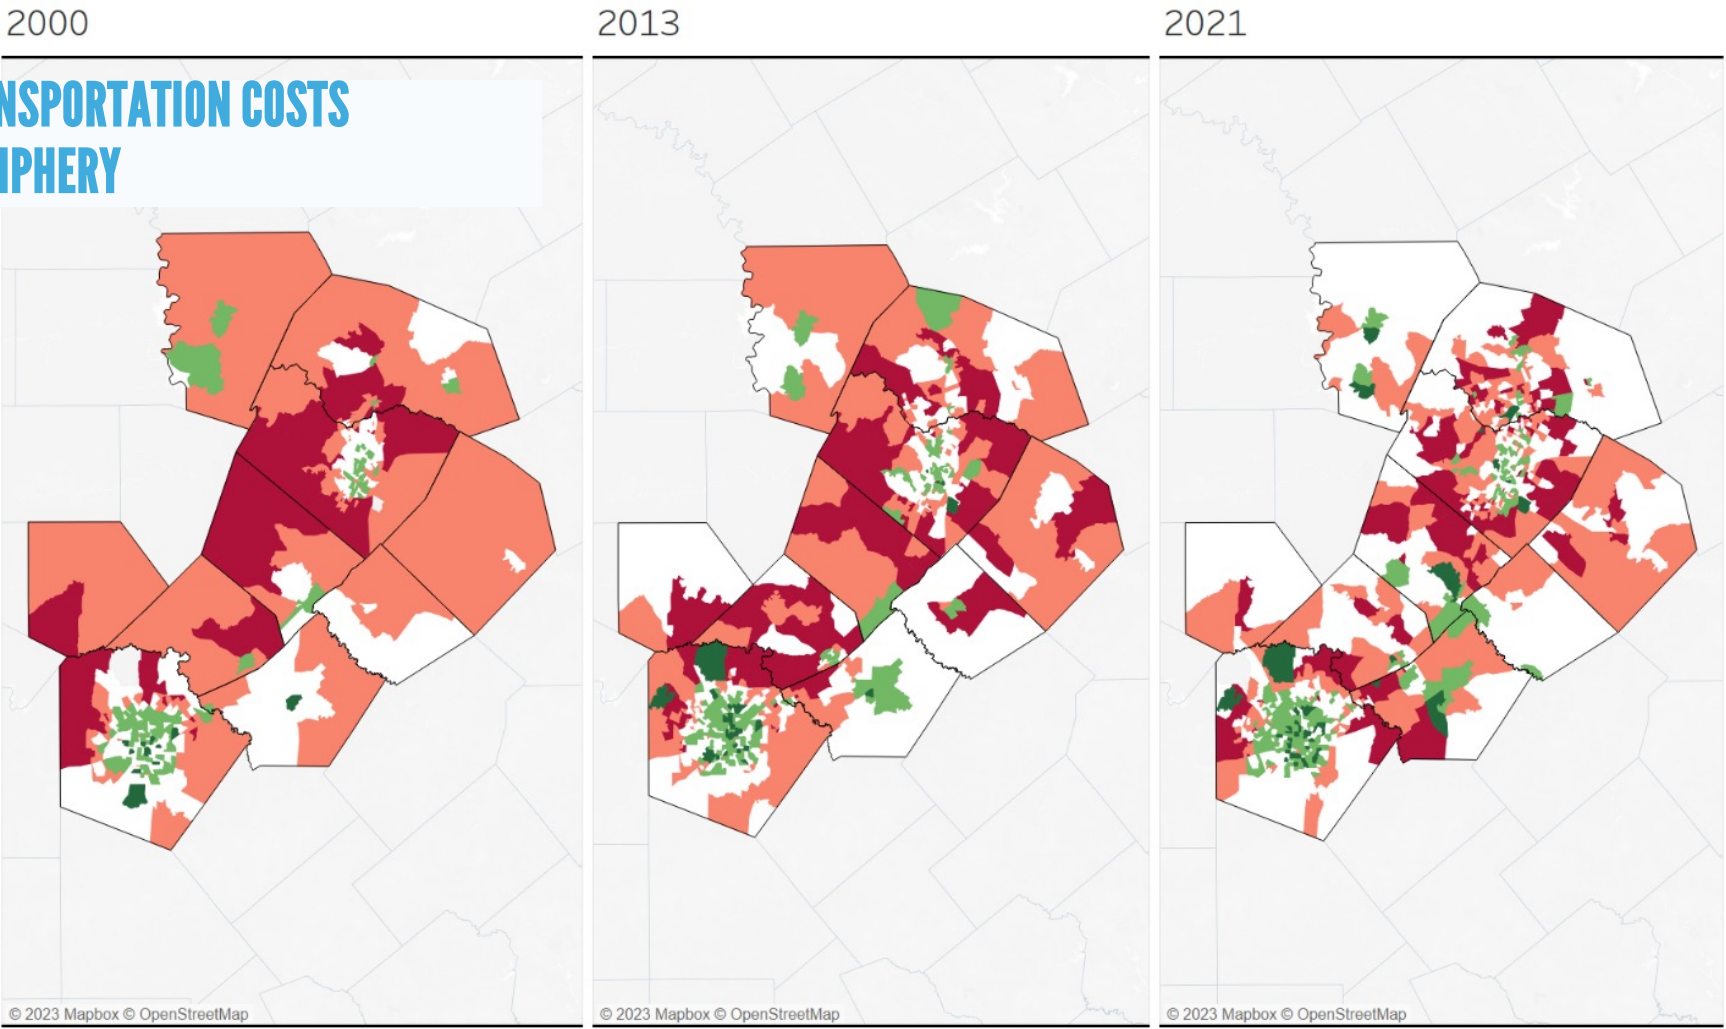 2000
2013
2021
NSPORTATION COSTS
IPHERY
© 2023 Mapbox © OpenStreetMap
© 2023 Mapbox © OpenStreetMap
© 2023 Mapbox © OpenStreetMap